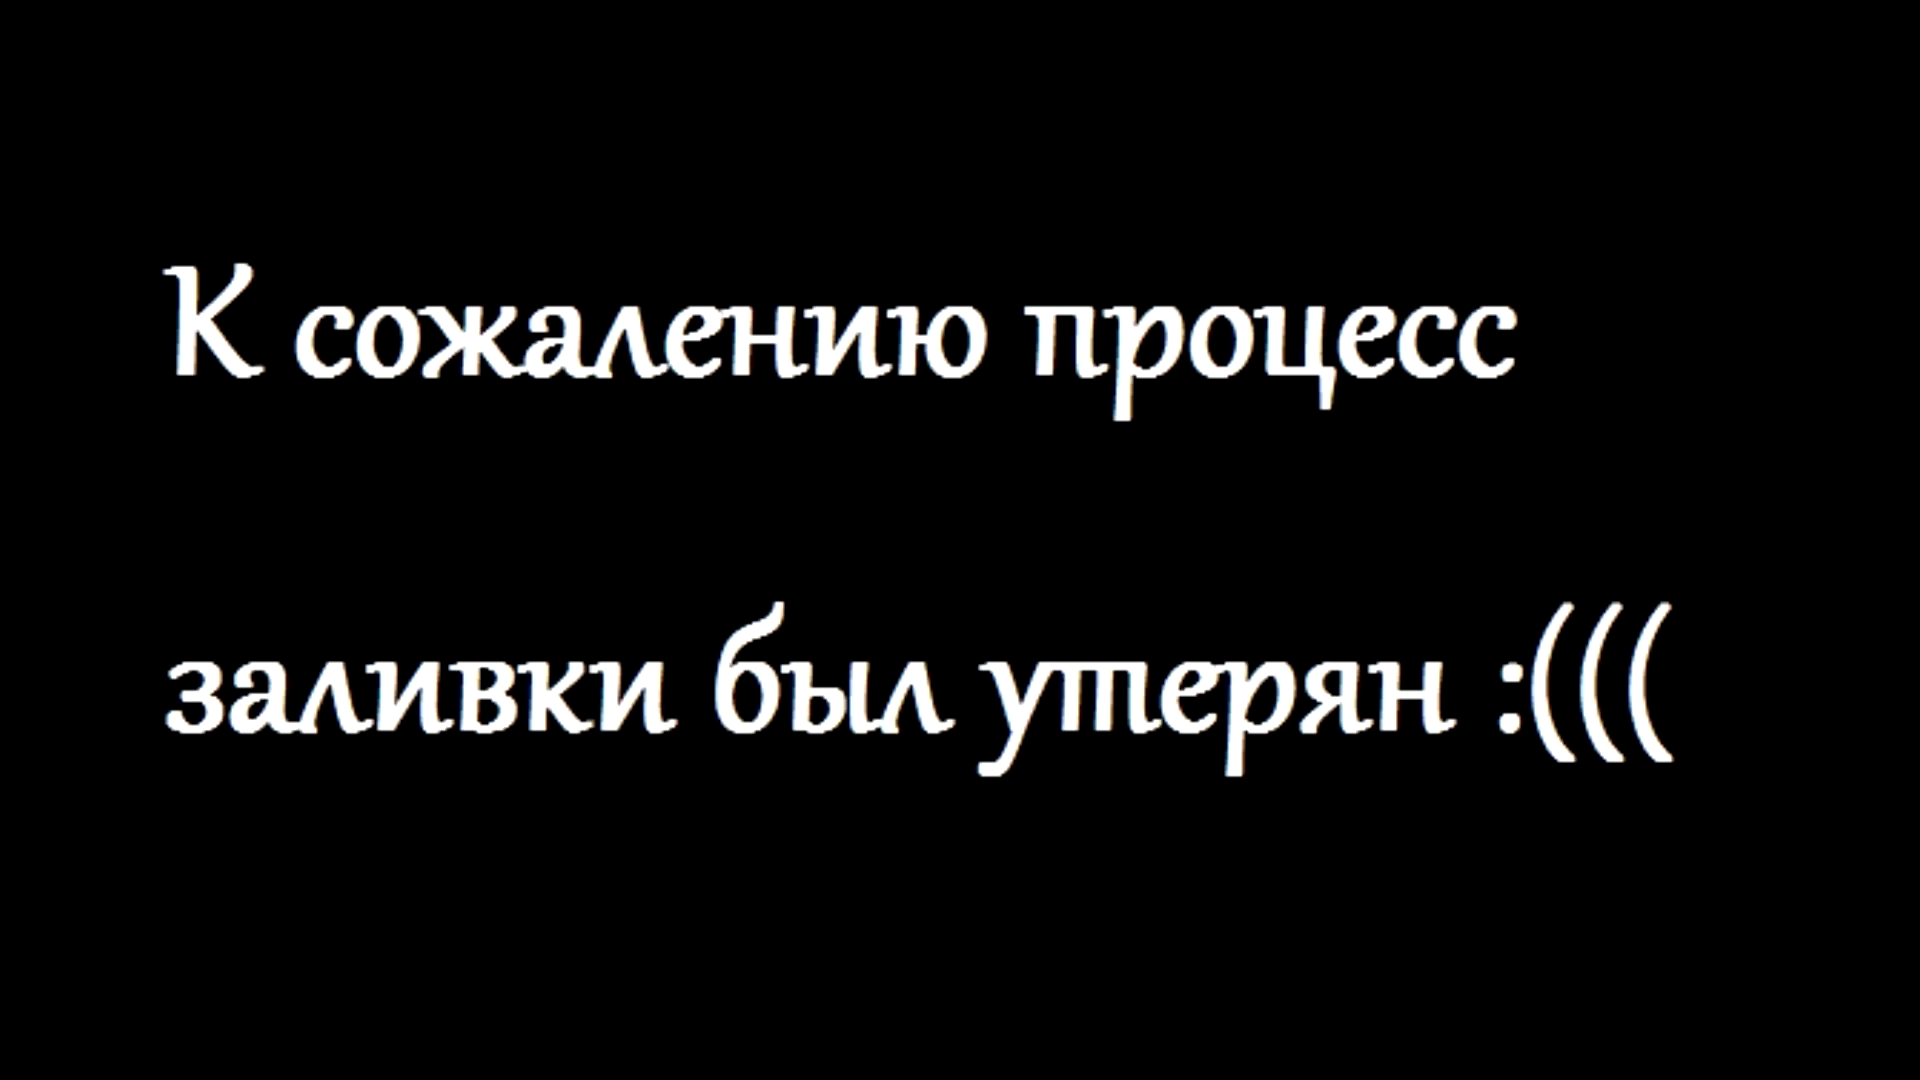 К сожалению процесс
заливки был утерян :(((